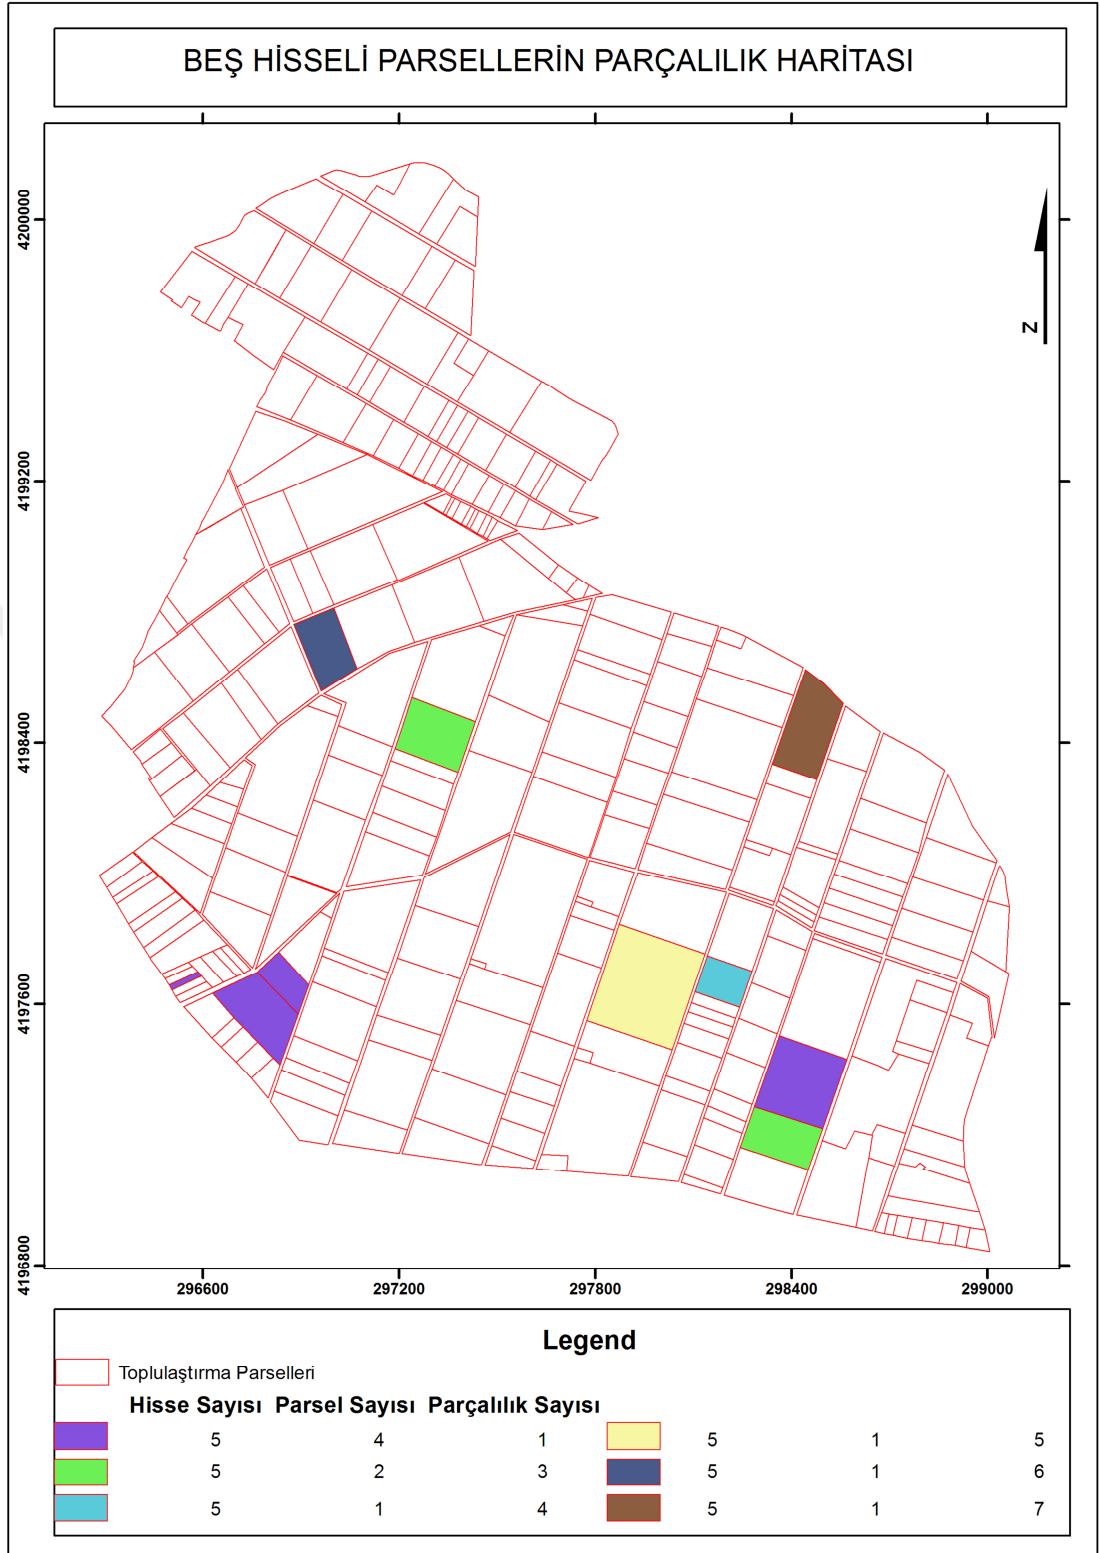 BEŞ HİSSELİ PARSELLERİN PARÇALILIK HARİTASI
4200000
4199200
4198400
4197600
4196800
N
296600 297200 297800 298400 299000
Legend
Toplulaştırma Parselleri
Hisse Sayısı Parsel Sayısı Parçalılık Sayısı
5 4 1 5 1 5
5 2 3 5 1 6
5 1 4 5 1 7